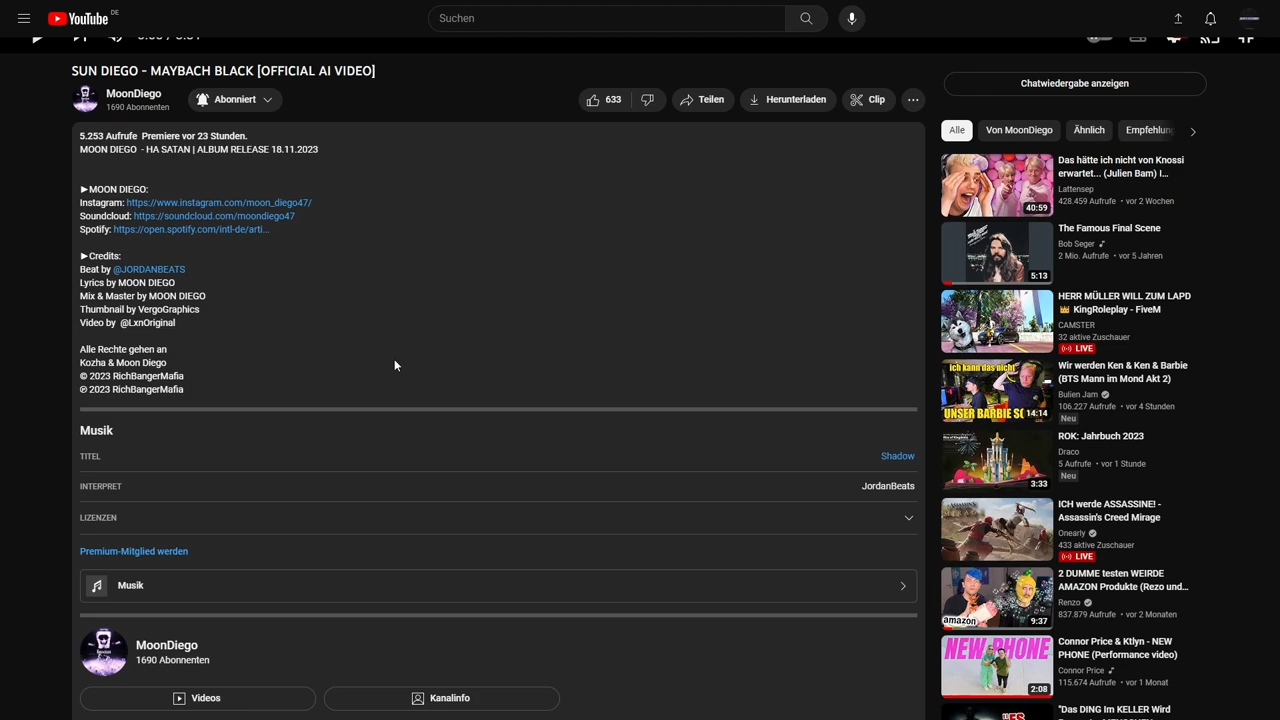 YouTube DE
Suchen
SUN DIEGO - MAYBACH BLACK [OFFICIAL AI VIDEO]
MoonDiego
1690 Abonnenten
Abonniert
633
Teilen
Herunterladen
Clip
5.253 Aufrufe Premiere vor 23 Stunden.
MOON DIEGO - HA SATAN | ALBUM RELEASE 18.11.2023
►MOON DIEGO:
Instagram: https://www.instagram.com/moon_diego47/
Soundcloud: https://soundcloud.com/moondiego47
Spotify: https://open.spotify.com/intl-de/arti...
►Credits:
Beat by @JORDANBEATS
Lyrics by MOON DIEGO
Mix & Master by MOON DIEGO
Thumbnail by VergoGraphics
Video by @LxnOriginal
Alle Rechte gehen an
Kozha & Moon Diego
© 2023 RichBangerMafia
℗ 2023 RichBangerMafia
Musik
TITEL
Shadow
INTERPRET
JordanBeats
LIZENZEN
Premium-Mitglied werden
Musik
MoonDiego
1690 Abonnenten
Videos
Kanalinfo
Chatwiedergabe anzeigen
Alle
Von MoonDiego
Ähnlich
40:59
Das hätte ich nicht von Knossi
erwartet... (Julien Bam) I...
Lattensep
428.459 Aufrufe • vor 2 Wochen
5:13
The Famous Final Scene
Bob Seger
2 Mio. Aufrufe • vor 5 Jahren
HERR MÜLLER WILL ZUM LAPD
👑 KingRoleplay - FiveM
CAMSTER
32 aktive Zuschauer
LIVE
ich kann das nicht
14:14
Wir werden Ken & Ken & Barbie
(BTS Mann im Mond Akt 2)
Bulien Jam
106.227 Aufrufe • vor 4 Stunden
Neu
3:33
ROK: Jahrbuch 2023
Draco
5 Aufrufe • vor 1 Stunde
Neu
ICH werde ASSASSINE! -
Assassin's Creed Mirage
Onearly
433 aktive Zuschauer
LIVE
amazon
9:37
2 DUMME testen WEIRDE
AMAZON Produkte (Rezo und...
Renzo
837.879 Aufrufe • vor 2 Monaten
NEW PHONE
2:08
Connor Price & Ktlyn - NEW
PHONE (Performance video)
Connor Price
115.674 Aufrufe • vor 1 Monat
"Das DING Im KELLER Wird